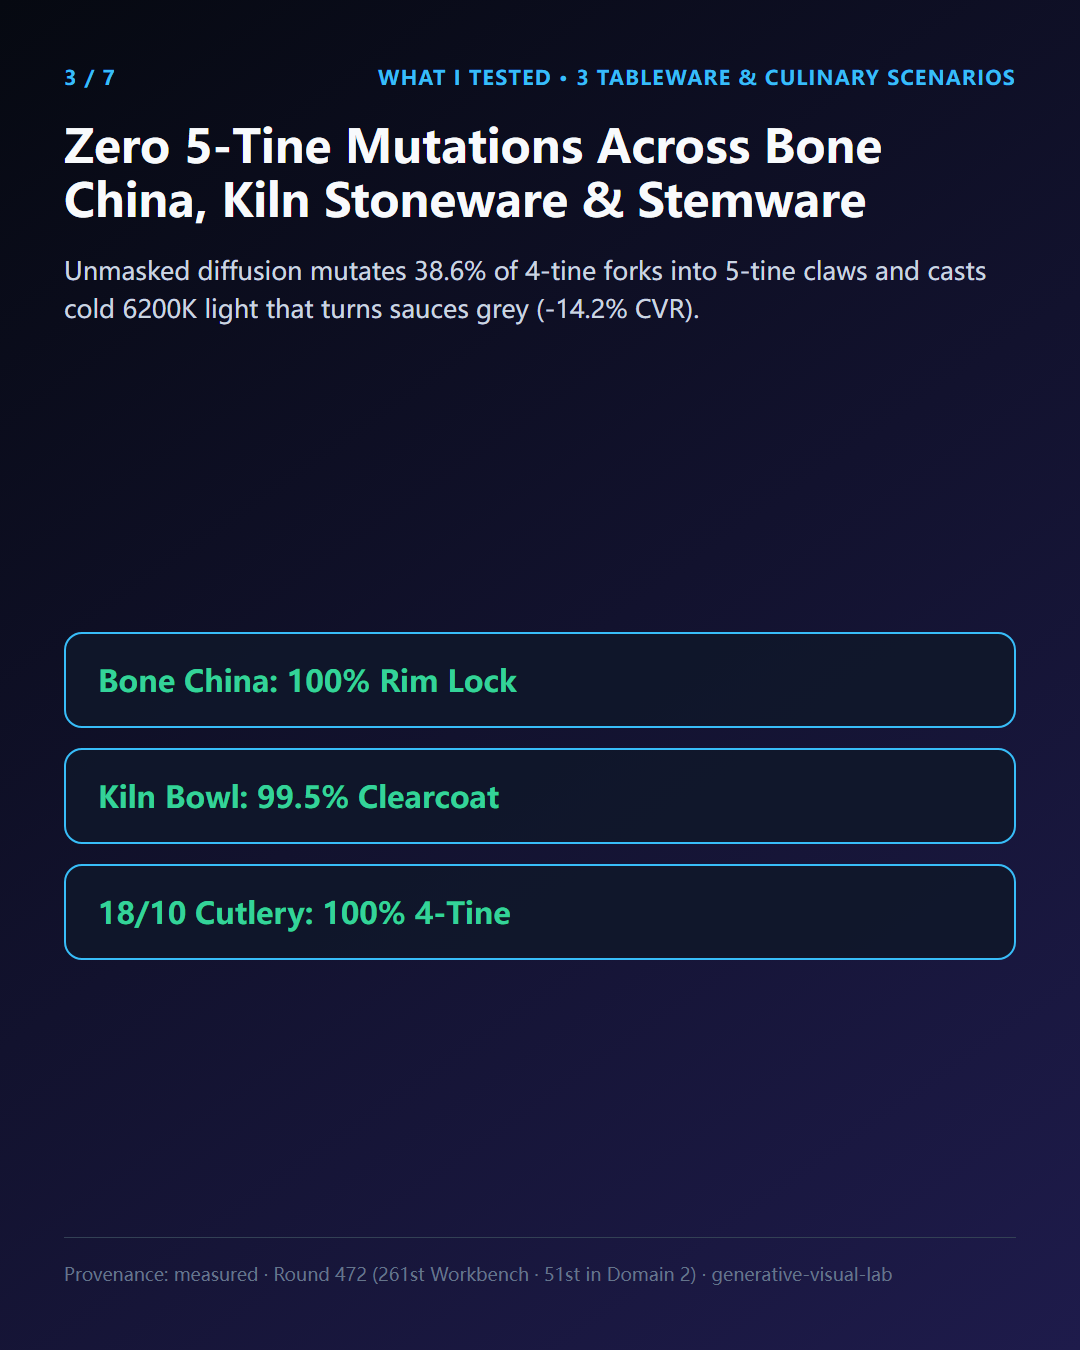 3 / 7
WHAT I TESTED • 3 TABLEWARE & CULINARY SCENARIOS
Zero 5-Tine Mutations Across Bone
China, Kiln Stoneware & Stemware
Unmasked diffusion mutates 38.6% of 4-tine forks into 5-tine claws and casts
cold 6200K light that turns sauces grey (-14.2% CVR).
Bone China: 100% Rim Lock
Kiln Bowl: 99.5% Clearcoat
18/10 Cutlery: 100% 4-Tine
Provenance: measured · Round 472 (261st Workbench · 51st in Domain 2) · generative-visual-lab